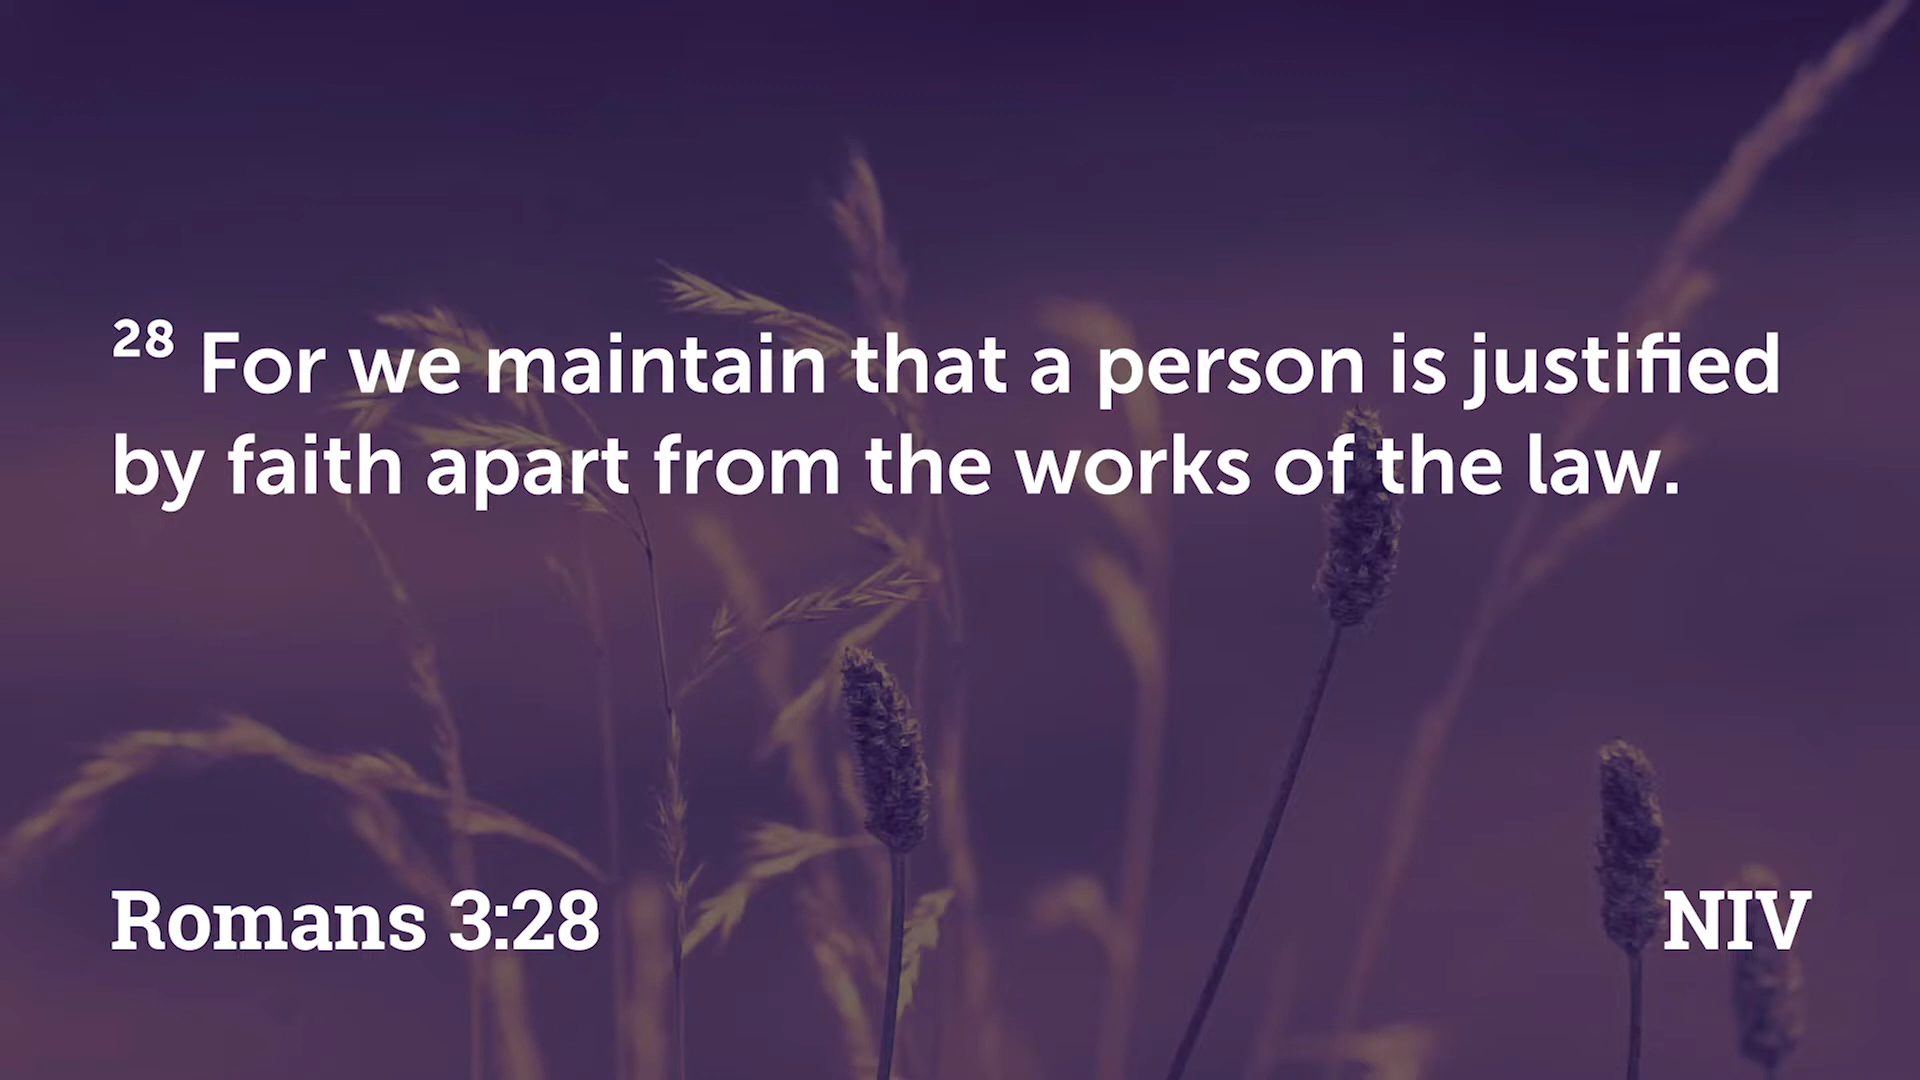 28 For we maintain that a person is justified
by faith apart from the works of the law.
Romans 3:28
NIV